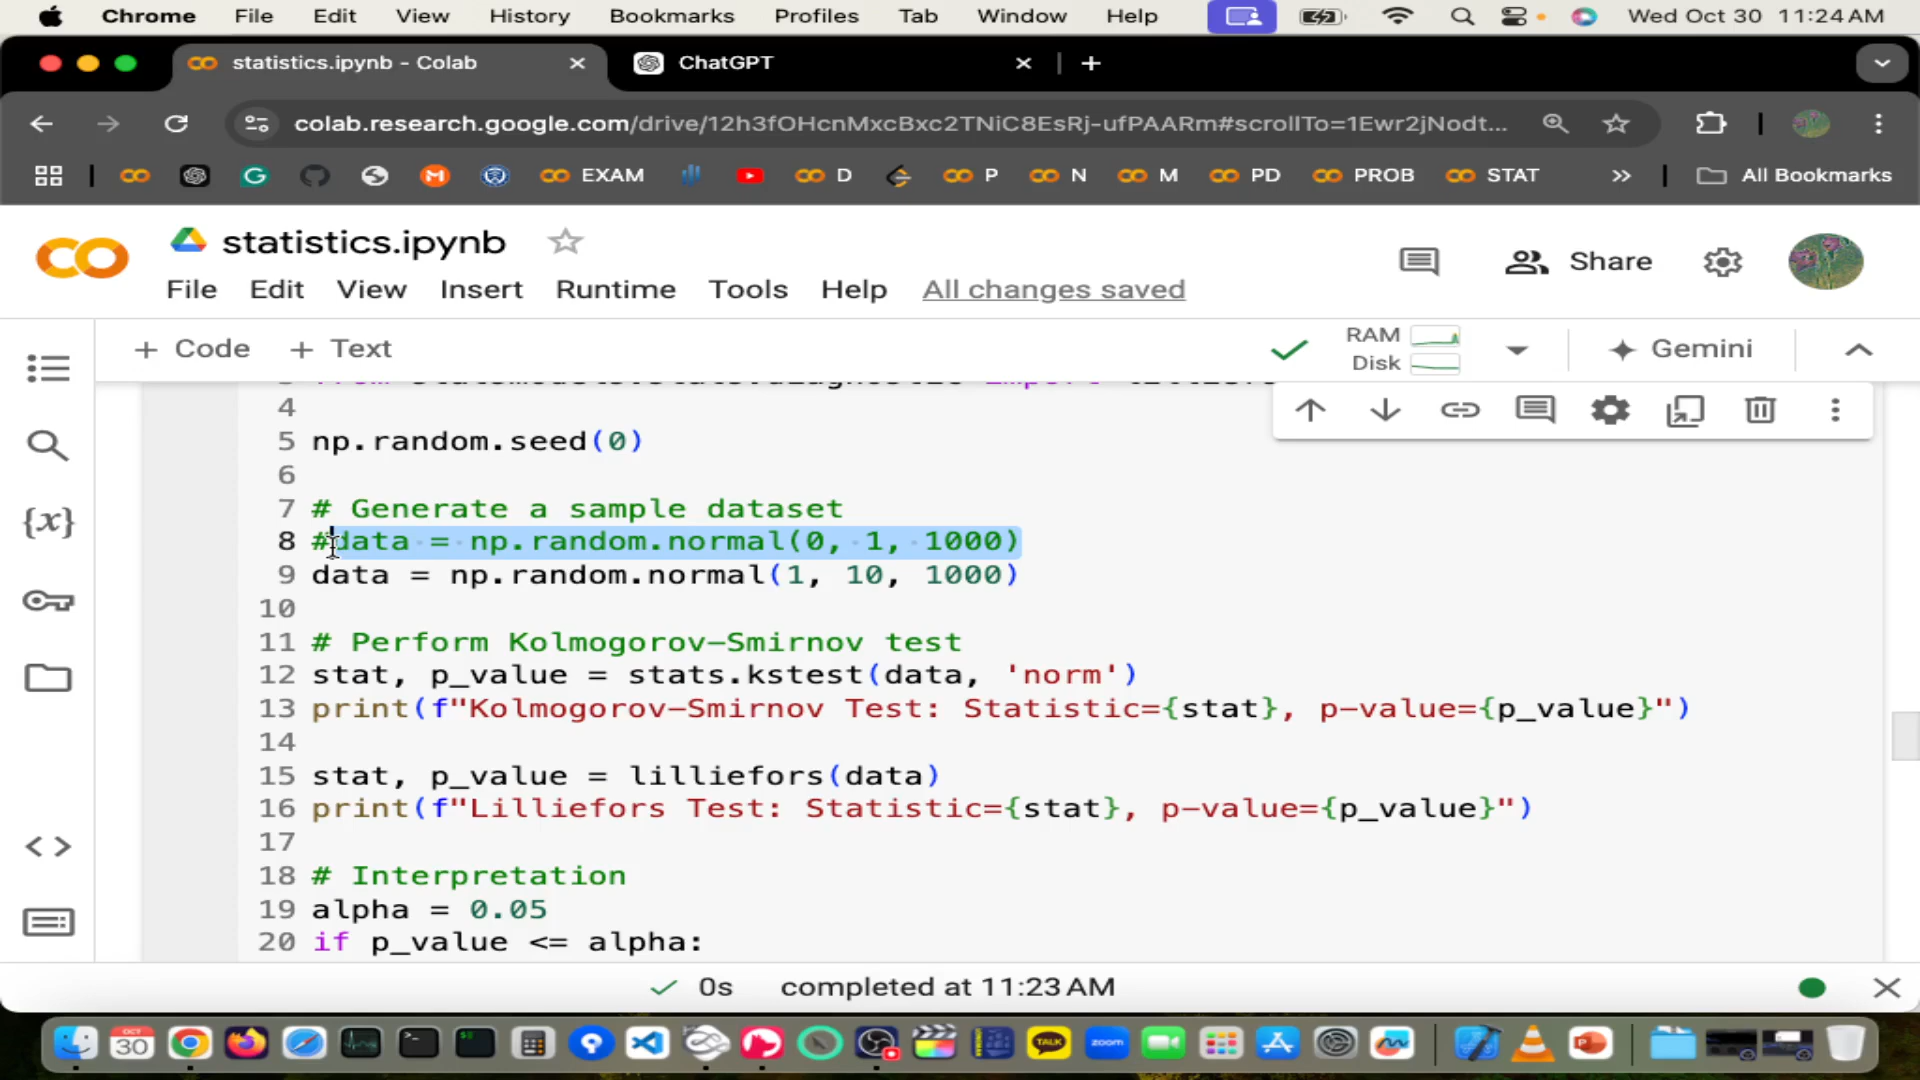 Chrome File Edit View History Bookmarks Profiles Tab Window Help Wed Oct 30 11:24 AM
statistics.ipynb - Colab ChatGPT
colab.research.google.com/drive/12h3fOHcnMxcBxc2TNiC8EsRj-ufPAARm#scrollTo=1Ewr2jNodt...
EXAM D P N M PD PROB STAT » All Bookmarks
statistics.ipynb
Share
File Edit View Insert Runtime Tools Help All changes saved
+ Code + Text RAM Disk Gemini
4
5 np.random.seed(0)
6
7 # Generate a sample dataset
8 #data = np.random.normal(0, 1, 1000)
9 data = np.random.normal(1, 10, 1000)
10
11 # Perform Kolmogorov-Smirnov test
12 stat, p_value = stats.kstest(data, 'norm')
13 print(f"Kolmogorov-Smirnov Test: Statistic={stat}, p-value={p_value}")
14
15 stat, p_value = lilliefors(data)
16 print(f"Lilliefors Test: Statistic={stat}, p-value={p_value}")
17
18 # Interpretation
19 alpha = 0.05
20 if p_value <= alpha:
0s completed at 11:23 AM
OCT
30
TALK
zoom